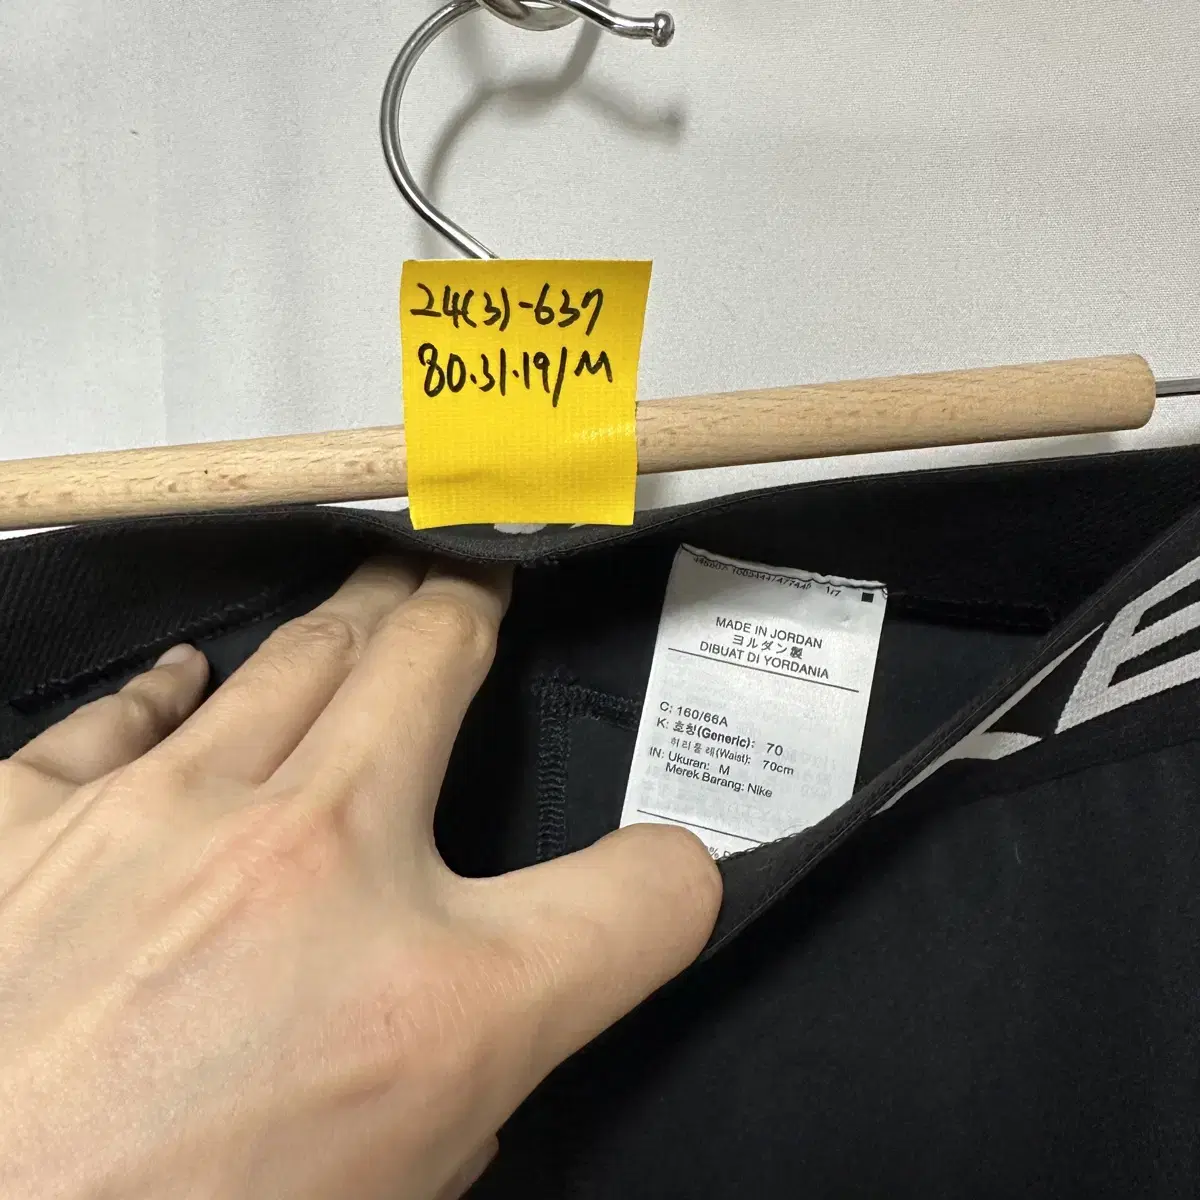 24(3)-637
80.31.19/M
MADE IN JORDAN
ヨルダン製
DIBUAT DI YORDANIA
C: 160/66A
K: 호칭(Generic): 70
허리둘레(Waist): 70cm
IN: Ukuran: M
Merek Barang: Nike